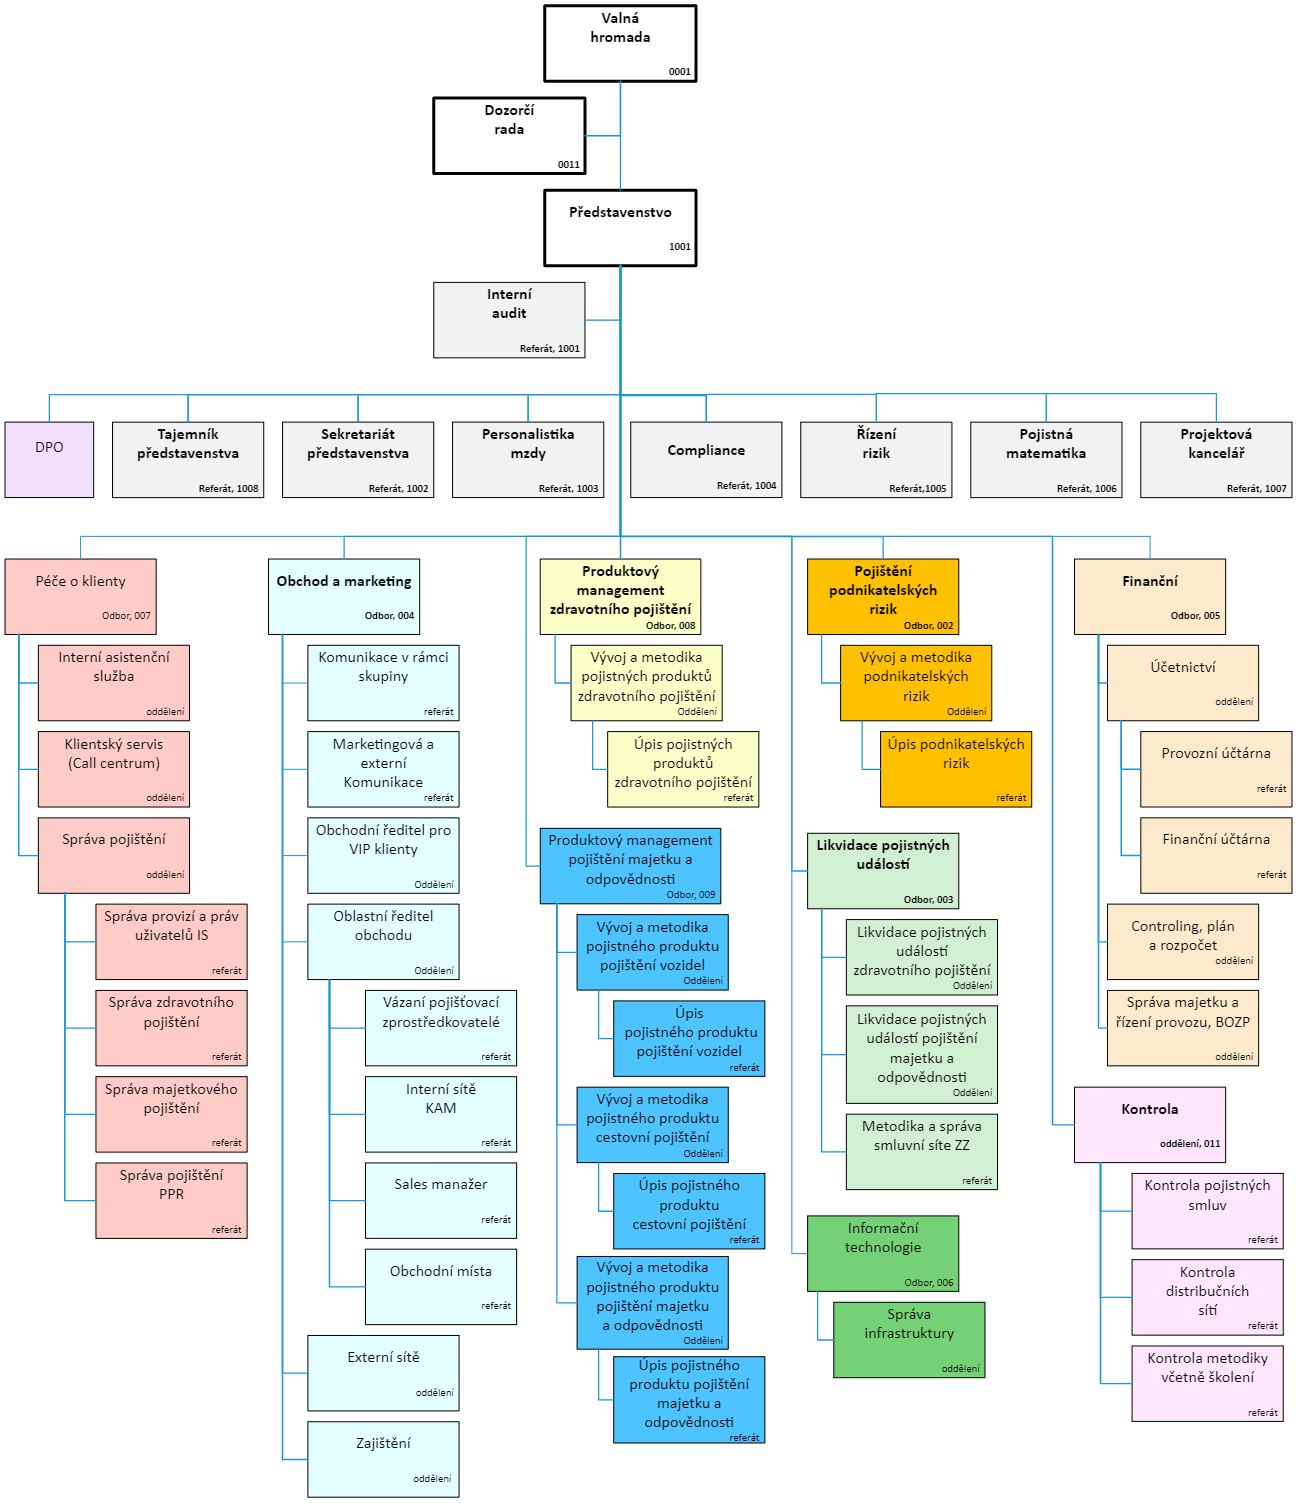 Valná
hromada
0001
Dozorčí
rada
0011
Představenstvo
1001
Interní
audit
Referát, 1001
DPO
Tajemník
představenstva
Referát, 1008
Sekretariát
představenstva
Referát, 1002
Personalistika
mzdy
Referát, 1003
Compliance
Referát, 1004
Řízení
rizik
Referát,1005
Pojistná
matematika
Referát, 1006
Projektová
kancelář
Referát, 1007
Péče o klienty
Odbor, 007
Interní asistenční
služba
oddělení
Klientský servis
(Call centrum)
oddělení
Správa pojištění
oddělení
Správa provizí a práv
uživatelů IS
referát
Správa zdravotního
pojištění
referát
Správa majetkového
pojištění
referát
Správa pojištění
PPR
referát
Obchod a marketing
Odbor, 004
Komunikace v rámci
skupiny
referát
Marketingová a
externí
Komunikace
referát
Obchodní ředitel pro
VIP klienty
Oddělení
Oblastní ředitel
obchodu
Oddělení
Vázaní pojišťovací
zprostředkovatelé
referát
Interní sítě
KAM
referát
Sales manažer
referát
Obchodní místa
referát
Externí sítě
oddělení
Zajištění
oddělení
Produktový
management
zdravotního pojištění
Odbor, 008
Vývoj a metodika
pojistných produktů
zdravotního pojištění
Oddělení
Úpis pojistných
produktů
zdravotního pojištění
referát
Produktový management
pojištění majetku a
odpovědnosti
Odbor, 009
Vývoj a metodika
pojistného produktu
pojištění vozidel
Oddělení
Úpis
pojistného produktu
pojištění vozidel
referát
Vývoj a metodika
pojistného produktu
cestovní pojištění
Oddělení
Úpis pojistného
produktu
cestovní pojištění
referát
Vývoj a metodika
pojistného produktu
pojištění majetku
a odpovědnosti
Oddělení
Úpis pojistného
produktu pojištění
majetku a
odpovědnosti
referát
Pojištění
podnikatelských
rizik
Odbor, 002
Vývoj a metodika
podnikatelských
rizik
Oddělení
Úpis podnikatelských
rizik
referát
Likvidace pojistných
událostí
Odbor, 003
Likvidace pojistných
událostí
zdravotního pojištění
Oddělení
Likvidace pojistných
událostí pojištění
majetku a
odpovědnosti
Oddělení
Metodika a správa
smluvní síte ZZ
referát
Informační
technologie
Odbor, 006
Správa
infrastruktury
oddělení
Finanční
Odbor, 005
Účetnictví
oddělení
Provozní účtárna
referát
Finanční účtárna
referát
Controling, plán
a rozpočet
oddělení
Správa majetku a
řízení provozu, BOZP
oddělení
Kontrola
oddělení, 011
Kontrola pojistných
smluv
referát
Kontrola
distribučních
sítí
referát
Kontrola metodiky
včetně školení
referát